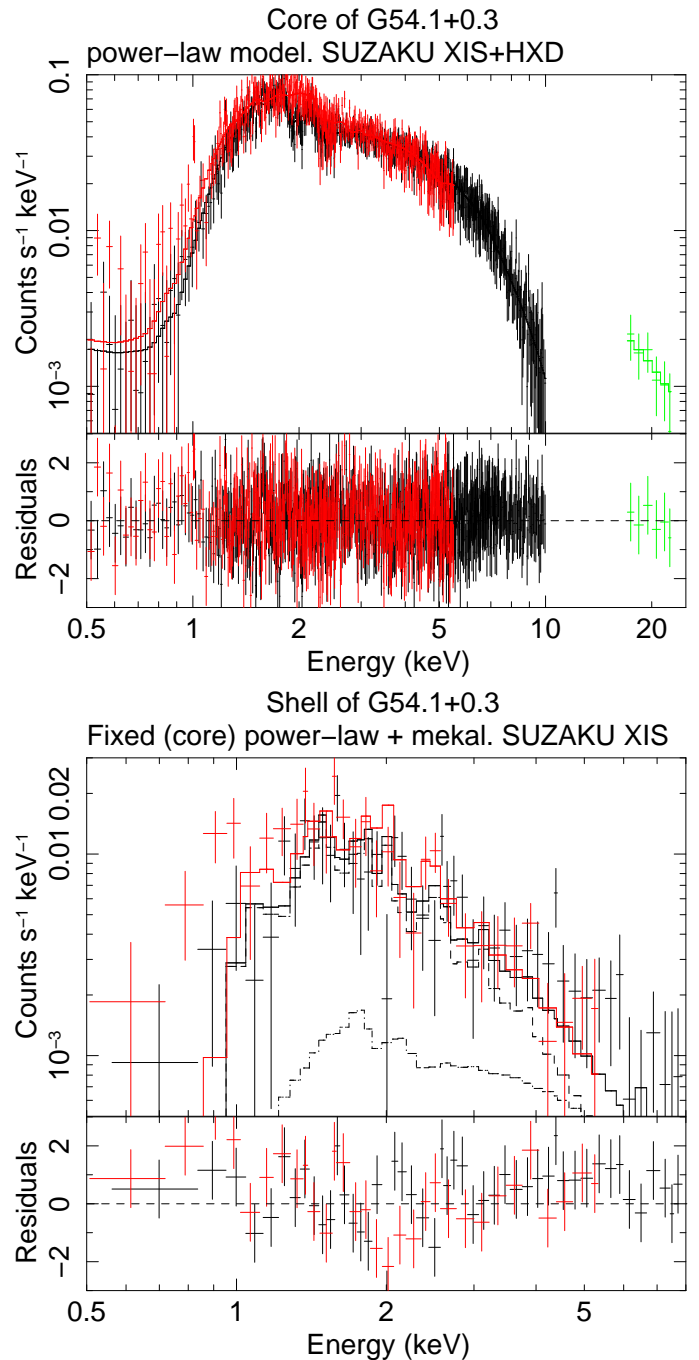 Core of G54.1+0.3
power−law model. SUZAKU XIS+HXD
0.1
0.01
10−3
Counts s−1 keV−1
2
0
−2
Residuals
0.5 1 2 5 10 20
Energy (keV)
Shell of G54.1+0.3
Fixed (core) power−law + mekal. SUZAKU XIS
0.02
0.01
10−3
Counts s−1 keV−1
2
0
−2
Residuals
0.5 1 2 5
Energy (keV)